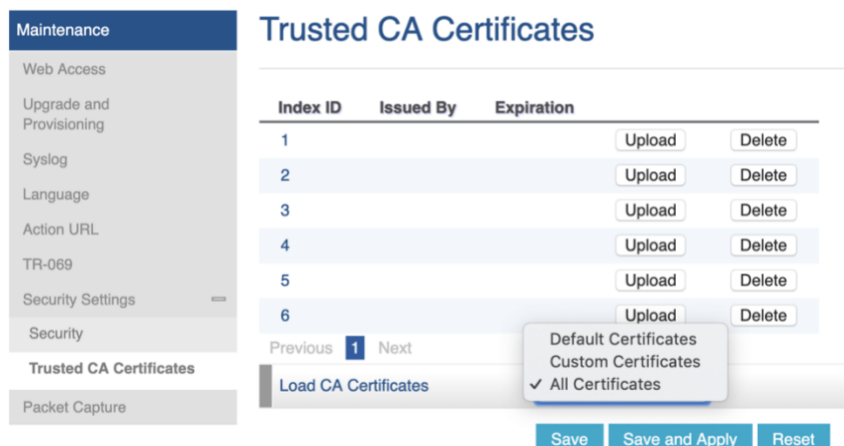 Maintenance
Web Access
Upgrade and
Provisioning
Syslog
Language
Action URL
TR-069
Security Settings
Security
Trusted CA Certificates
Packet Capture
Trusted CA Certificates
Index ID Issued By Expiration
1 Upload Delete
2 Upload Delete
3 Upload Delete
4 Upload Delete
5 Upload Delete
6 Upload Delete
Previous 1 Next
Load CA Certificates
Default Certificates
Custom Certificates
✓ All Certificates
Save Save and Apply Reset